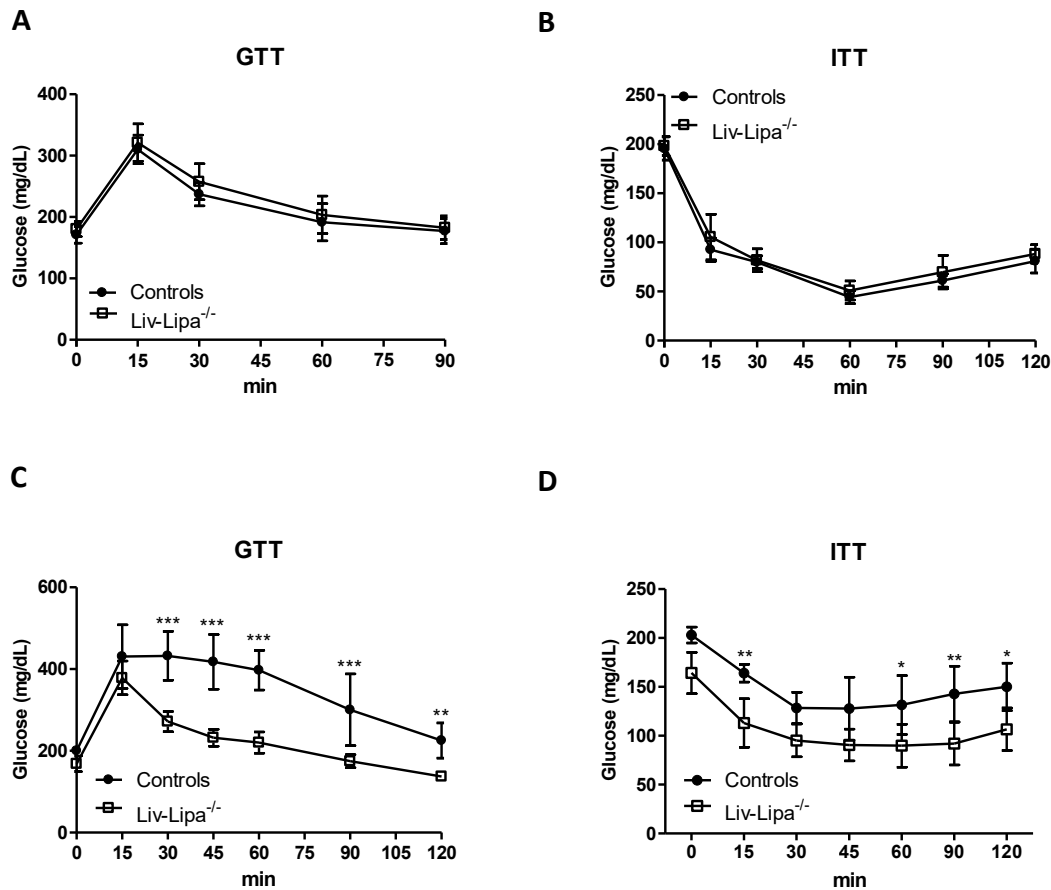 A
GTT
400
300
200
100
0
Glucose (mg/dL)
Controls
Liv-Lipa-/-
0 15 30 45 60 75 90
min
B
ITT
250
200
150
100
50
0
Glucose (mg/dL)
Controls
Liv-Lipa-/-
0 15 30 45 60 75 90 105 120
min
C
GTT
600
400
200
0
Glucose (mg/dL)
*** *** *** *** **
Controls
Liv-Lipa-/-
0 15 30 45 60 90 120
min
D
ITT
250
200
150
100
50
0
Glucose (mg/dL)
** * ** *
Controls
Liv-Lipa-/-
0 15 30 45 60 90 120
min